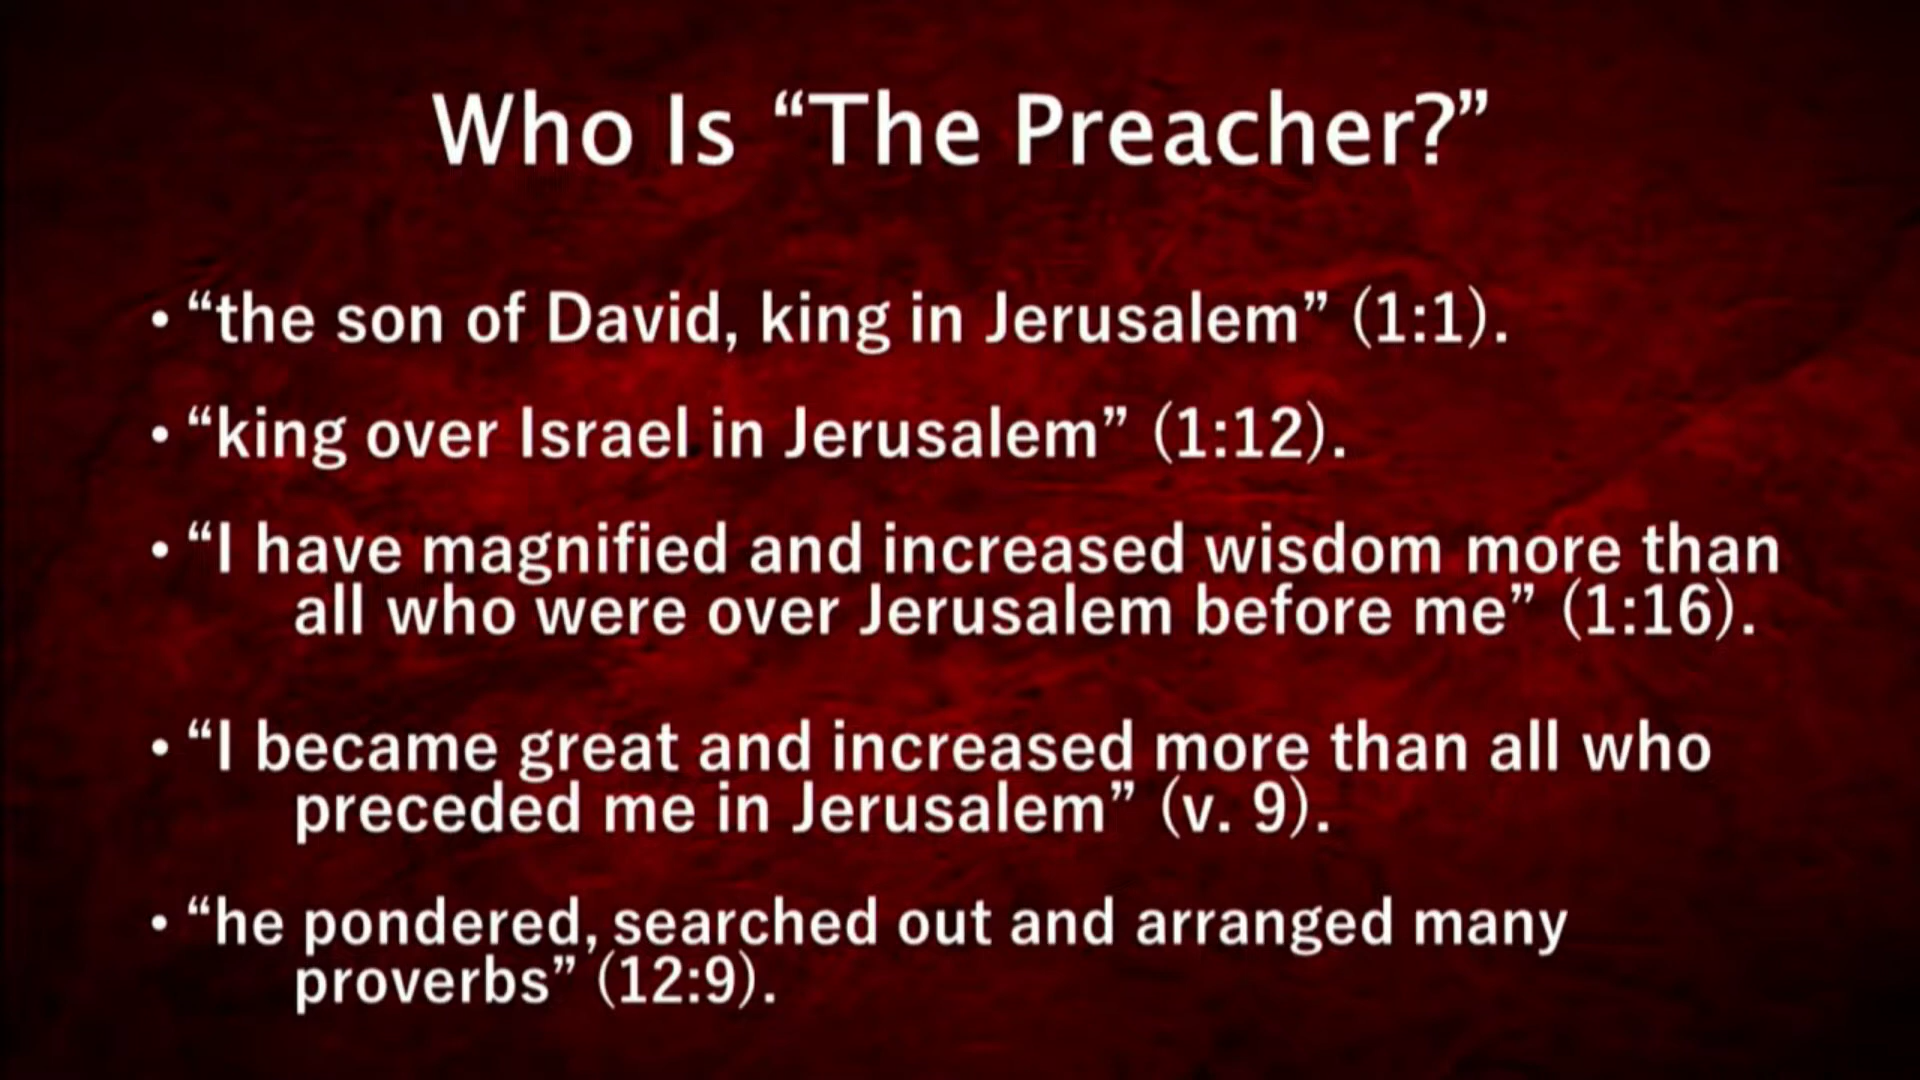 Who Is “The Preacher?”
• “the son of David, king in Jerusalem” (1:1).
• “king over Israel in Jerusalem” (1:12).
• “I have magnified and increased wisdom more than
all who were over Jerusalem before me” (1:16).
• “I became great and increased more than all who
preceded me in Jerusalem” (v. 9).
• “he pondered, searched out and arranged many
proverbs” (12:9).